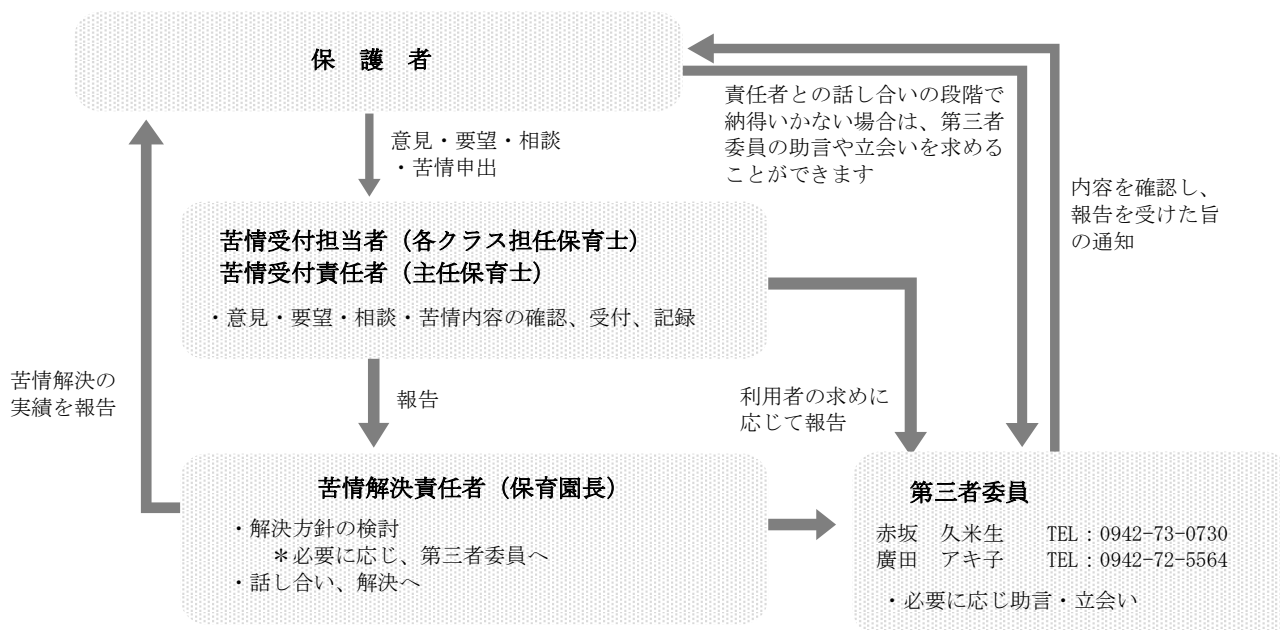 保　護　者
意見・要望・相談
・苦情申出
責任者との話し合いの段階で
納得いかない場合は、第三者
委員の助言や立会いを求める
ことができます
内容を確認し、
報告を受けた旨
の通知
苦情受付担当者（各クラス担任保育士）
苦情受付責任者（主任保育士）
・意見・要望・相談・苦情内容の確認、受付、記録
苦情解決の
実績を報告
報告
利用者の求めに
応じて報告
苦情解決責任者（保育園長）
・解決方針の検討
＊必要に応じ、第三者委員へ
・話し合い、解決へ
第三者委員
赤坂　久米生　　TEL：0942-73-0730
廣田　アキ子　　TEL：0942-72-5564
・必要に応じ助言・立会い